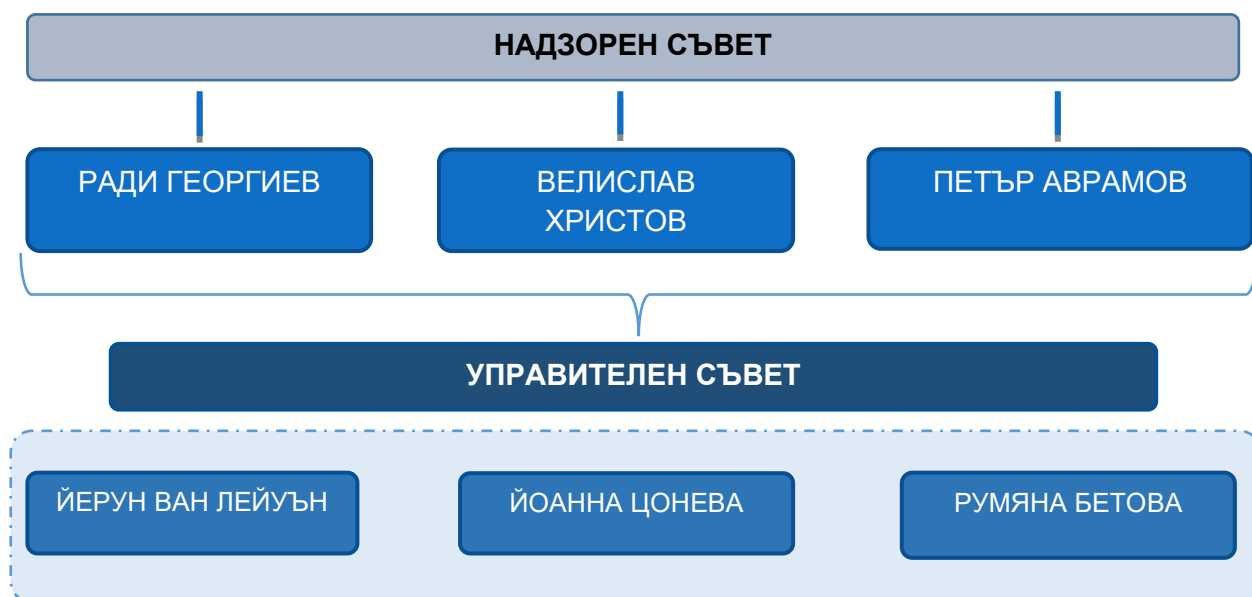 НАДЗОРЕН СЪВЕТ
РАДИ ГЕОРГИЕВ
ВЕЛИСЛАВ
ХРИСТОВ
ПЕТЪР АВРАМОВ
УПРАВИТЕЛЕН СЪВЕТ
ЙЕРУН ВАН ЛЕЙУЪН
ЙОАННА ЦОНЕВА
РУМЯНА БЕТОВА